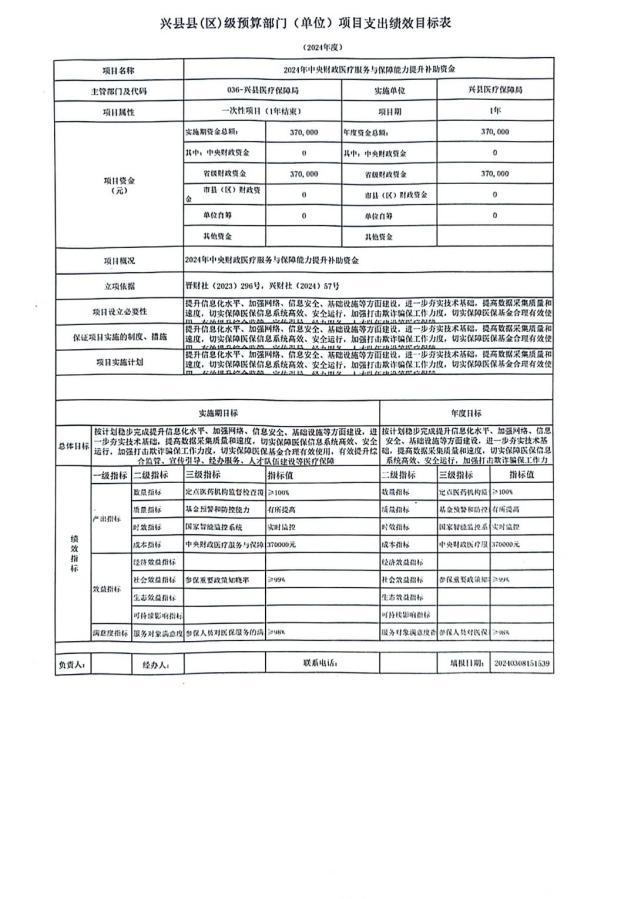 兴县县(区)级预算部门（单位）项目支出绩效目标表
（2024年度）
项目名称 2024年中央财政医疗服务与保障能力提升补助资金
主管部门及代码 036-兴县医疗保障局 实施单位 兴县医疗保障局
项目属性 一次性项目（1年结束） 项目期 1年
项目资金（元） 实施期资金总额： 370,000 年度资金总额： 370,000
其中：中央财政资金 0 其中：中央财政资金 0
省级财政资金 370,000 省级财政资金 370,000
市县（区）财政资金 0 市县（区）财政资金 0
单位自筹 0 单位自筹 0
其他资金 其他资金
项目概况 2024年中央财政医疗服务与保障能力提升补助资金
立项依据 晋财社（2023）296号，兴财社（2024）57号
项目设立必要性 提升信息化水平、加强网络、信息安全、基础设施等方面建设，进一步夯实技术基础，提高数据采集质量和
速度，切实保障医保信息系统高效、安全运行，加强打击欺诈骗保工作力度，切实保障医保基金合理有效使
保证项目实施的制度、措施 提升信息化水平、加强网络、信息安全、基础设施等方面建设，进一步夯实技术基础，提高数据采集质量和
速度，切实保障医保信息系统高效、安全运行，加强打击欺诈骗保工作力度，切实保障医保基金合理有效使
项目实施计划 提升信息化水平、加强网络、信息安全、基础设施等方面建设，进一步夯实技术基础，提高数据采集质量和
速度，切实保障医保信息系统高效、安全运行，加强打击欺诈骗保工作力度，切实保障医保基金合理有效使
实施期目标 年度目标
总体目标 按计划稳步完成提升信息化水平、加强网络、信息安全、基础设施等方面建设，进
一步夯实技术基础，提高数据采集质量和速度，切实保障医保信息系统高效、安全
运行，加强打击欺诈骗保工作力度，切实保障医保基金合理有效使用，有效提升综
合监管、宣传引导、经办服务、人才队伍建设等医疗保障
按计划稳步完成提升信息化水平、加强网络、信息
安全、基础设施等方面建设，进一步夯实技术基
础，提高数据采集质量和速度，切实保障医保信息
系统高效、安全运行，加强打击欺诈骗保工作力
绩效指标 一级指标 二级指标 三级指标 指标值 二级指标 三级指标 指标值
产出指标 数量指标 定点医药机构监督检查覆 ≥100% 数量指标 定点医药机构监 ≥100%
质量指标 基金预警和防控能力 有所提高 质量指标 基金预警和防控 有所提高
时效指标 国家智能监控系统 实时监控 时效指标 国家智能监控系 实时监控
成本指标 中央财政医疗服务与保障 370000元 成本指标 中央财政医疗服 370000元
效益指标 经济效益指标 经济效益指标
社会效益指标 参保重要政策知晓率 ≥99% 社会效益指标 参保重要政策知 ≥99%
生态效益指标 生态效益指标
可持续影响指标 可持续影响指标
满意度指标 服务对象满意度 参保人员对医保服务的满 ≥98% 服务对象满意度指 参保人员对医保 ≥98%
负责人： 经办人： 联系电话： 填报日期： 20240308151539